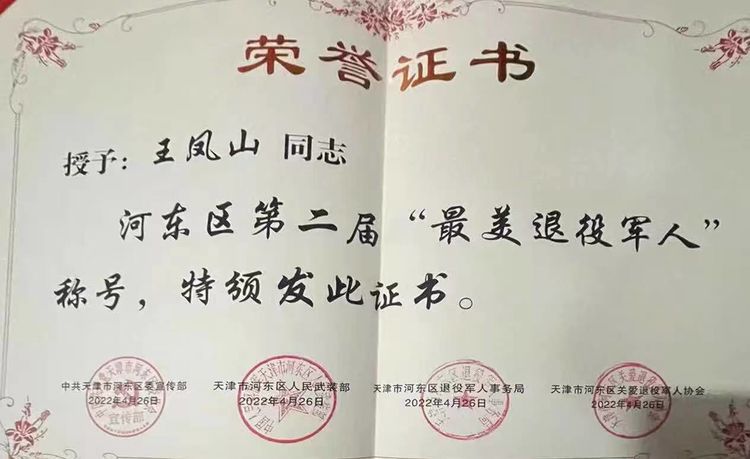 荣誉证书
授予：王凤山 同志
河东区第二届“最美退役军人”
称号，特颁发此证书。
中共天津市河东区委宣传部 天津市河东区人民武装部 天津市河东区退役军人事务局 天津市河东区关爱退役军人协会
2022年4月26日 2022年4月26日 2022年4月26日 2022年4月26日
宣传部